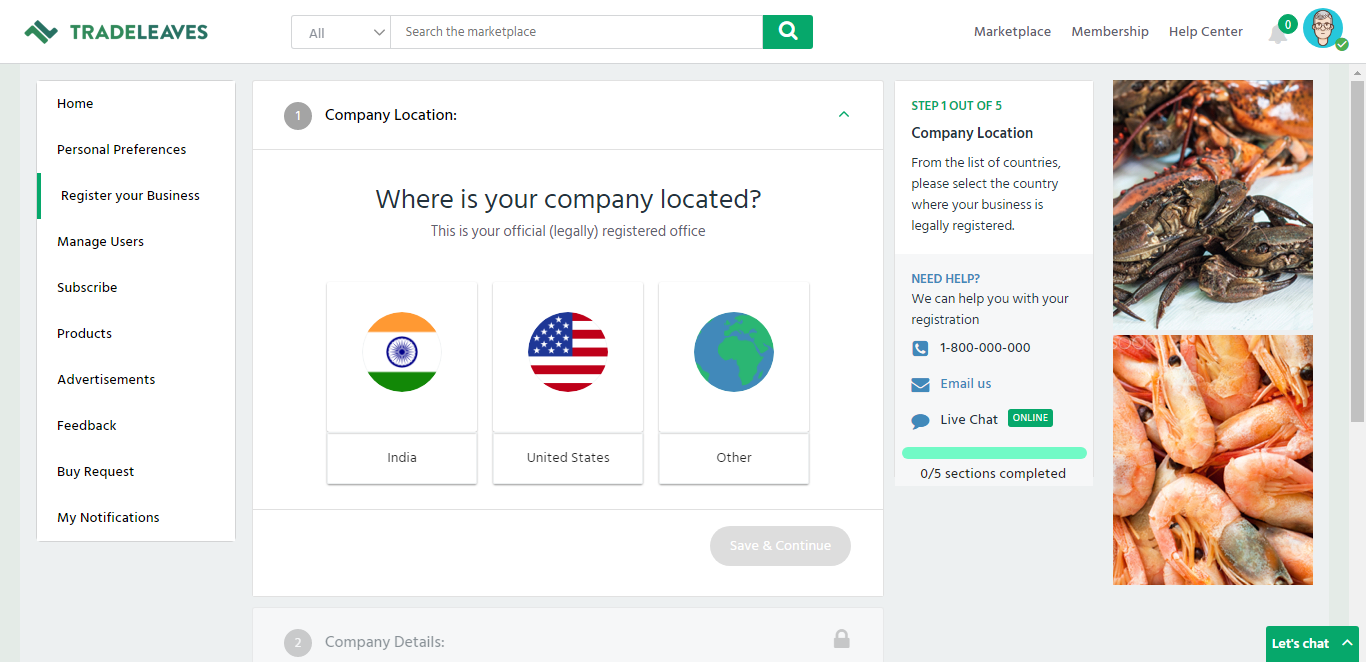 TRADELEAVES
All
Search the marketplace
Marketplace
Membership
Help Center
0
Home
Personal Preferences
Register your Business
Manage Users
Subscribe
Products
Advertisements
Feedback
Buy Request
My Notifications
1
Company Location:
Where is your company located?
This is your official (legally) registered office
India
United States
Other
Save & Continue
2
Company Details:
STEP 1 OUT OF 5
Company Location
From the list of countries,
please select the country
where your business is
legally registered.
NEED HELP?
We can help you with your
registration
1-800-000-000
Email us
Live Chat
ONLINE
0/5 sections completed
Let's chat